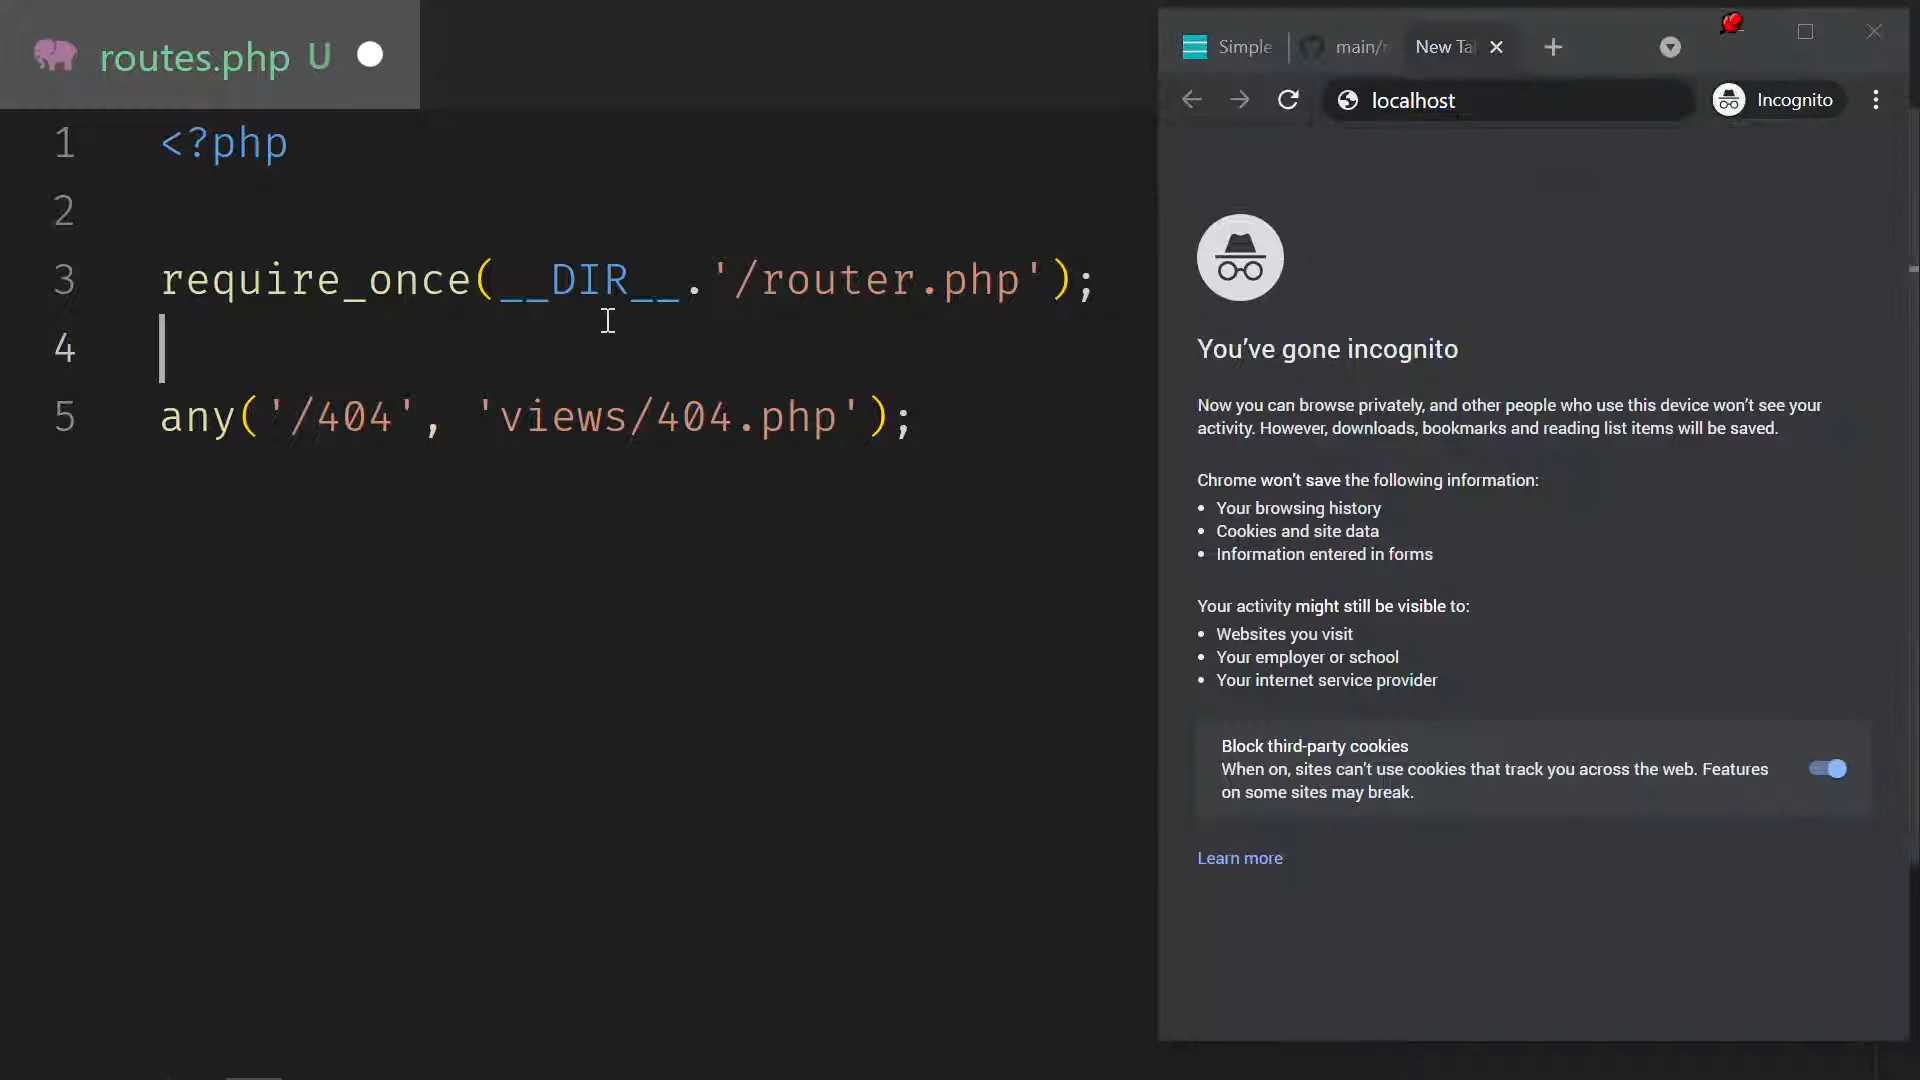 routes.php U
1 <?php
2
3 require_once(__DIR__.'/router.php');
4
5 any('/404', 'views/404.php');
Simple
main/r
New Ta
localhost
Incognito
You've gone incognito
Now you can browse privately, and other people who use this device won't see your
activity. However, downloads, bookmarks and reading list items will be saved.
Chrome won't save the following information:
• Your browsing history
• Cookies and site data
• Information entered in forms
Your activity might still be visible to:
• Websites you visit
• Your employer or school
• Your internet service provider
Block third-party cookies
When on, sites can't use cookies that track you across the web. Features
on some sites may break.
Learn more